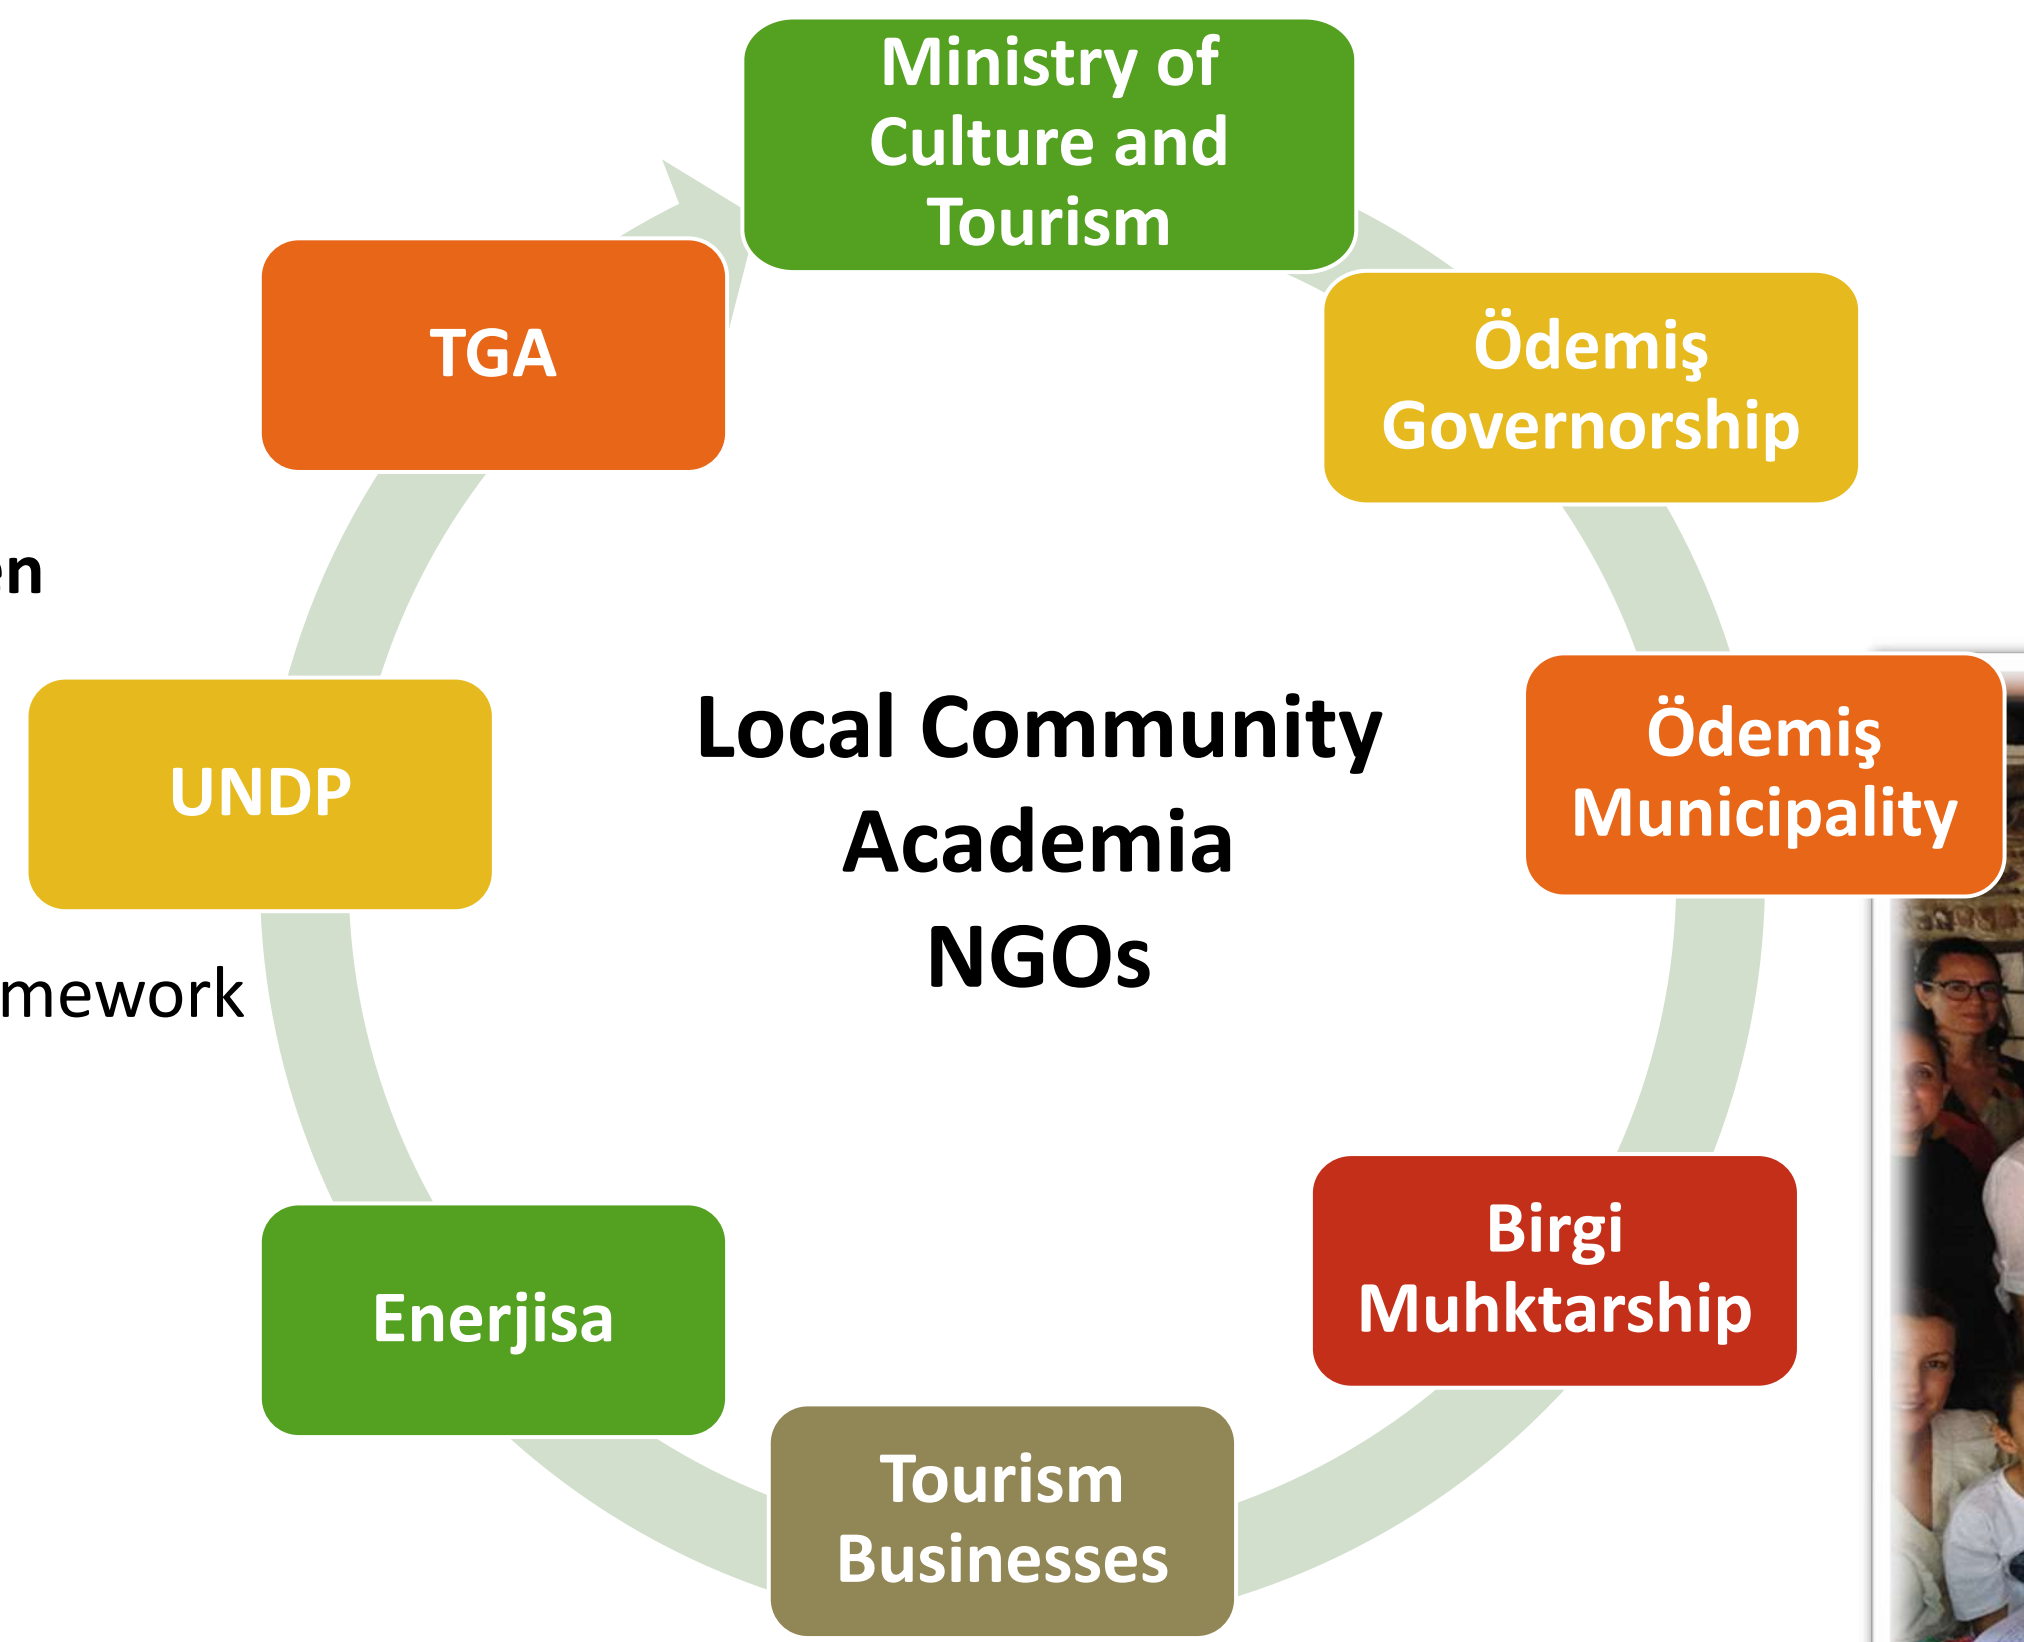 Ministry of
Culture and
Tourism
Ödemiş
Governorship
Ödemiş
Municipality
Birgi
Muhktarship
Tourism
Businesses
Enerjisa
UNDP
TGA
Local Community
Academia
NGOs